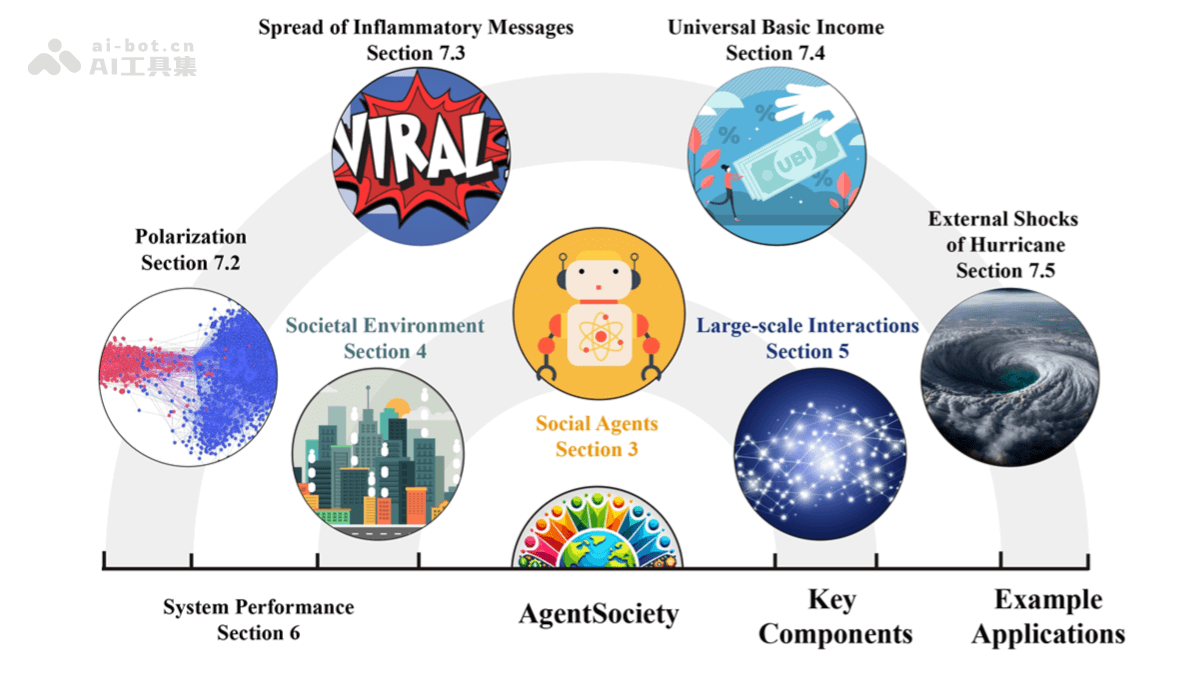 ai-bot.cn
AI工具集
Spread of Inflammatory Messages
Section 7.3
Universal Basic Income
Section 7.4
VIRAL
%
%
UBI
%
Polarization
Section 7.2
External Shocks
of Hurricane
Section 7.5
Societal Environment
Section 4
Large-scale Interactions
Section 5
Social Agents
Section 3
System Performance
Section 6
AgentSociety
Key
Components
Example
Applications